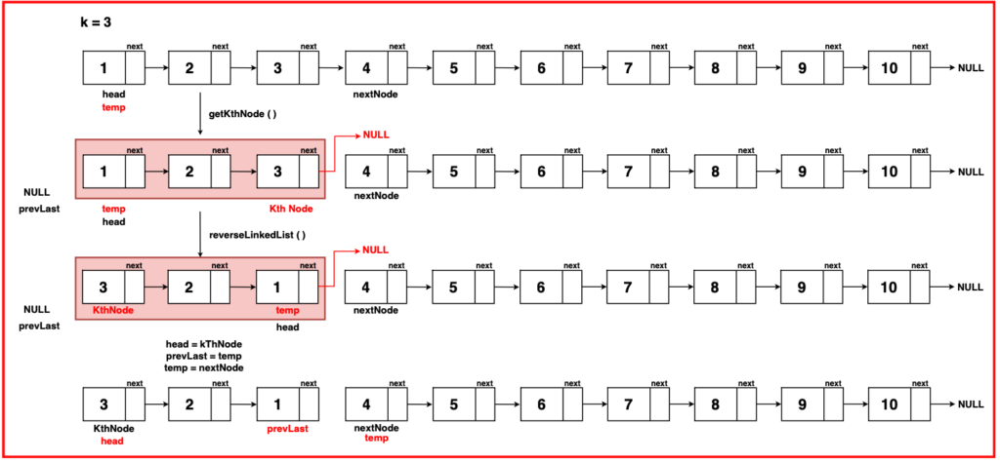 k = 3
next next next next next next next next next next
1 2 3 4 5 6 7 8 9 10 NULL
head nextNode
temp
getKthNode ( )
NULL
next next next next next next next next next next
1 2 3 4 5 6 7 8 9 10 NULL
NULL nextNode
prevLast temp Kth Node
head
reverseLinkedList ( )
NULL
next next next next next next next next next next
3 2 1 4 5 6 7 8 9 10 NULL
NULL KthNode temp nextNode
prevLast head
head = kThNode
prevLast = temp
temp = nextNode
next next next next next next next next next next
3 2 1 4 5 6 7 8 9 10 NULL
KthNode prevLast nextNode
head temp